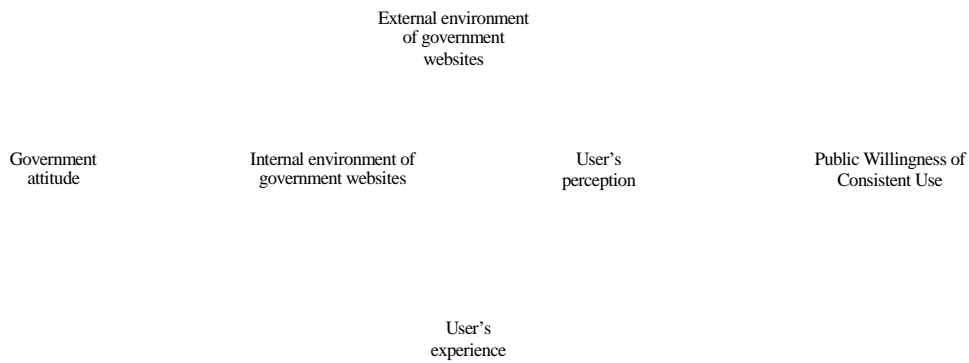 External environment
of government
websites
Government
attitude
Internal environment of
government websites
User's
perception
Public Willingness of
Consistent Use
User's
experience